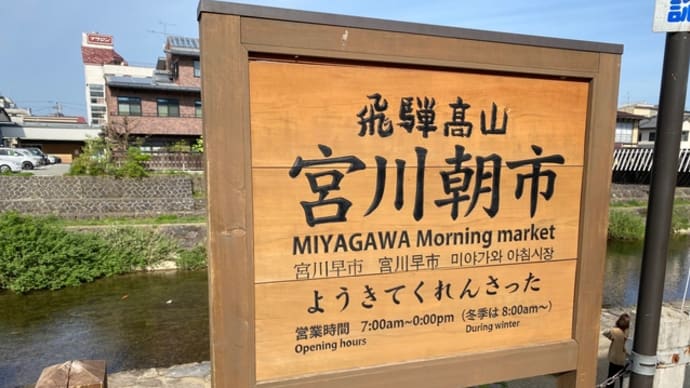 飛騨高山
宮川朝市
MIYAGAWA Morning market
宮川早市 宫川早市 미야가와 아침시장
ようきてくれんさった
営業時間 7:00am~0:00pm (冬季は 8:00am~)
Opening hours During winter